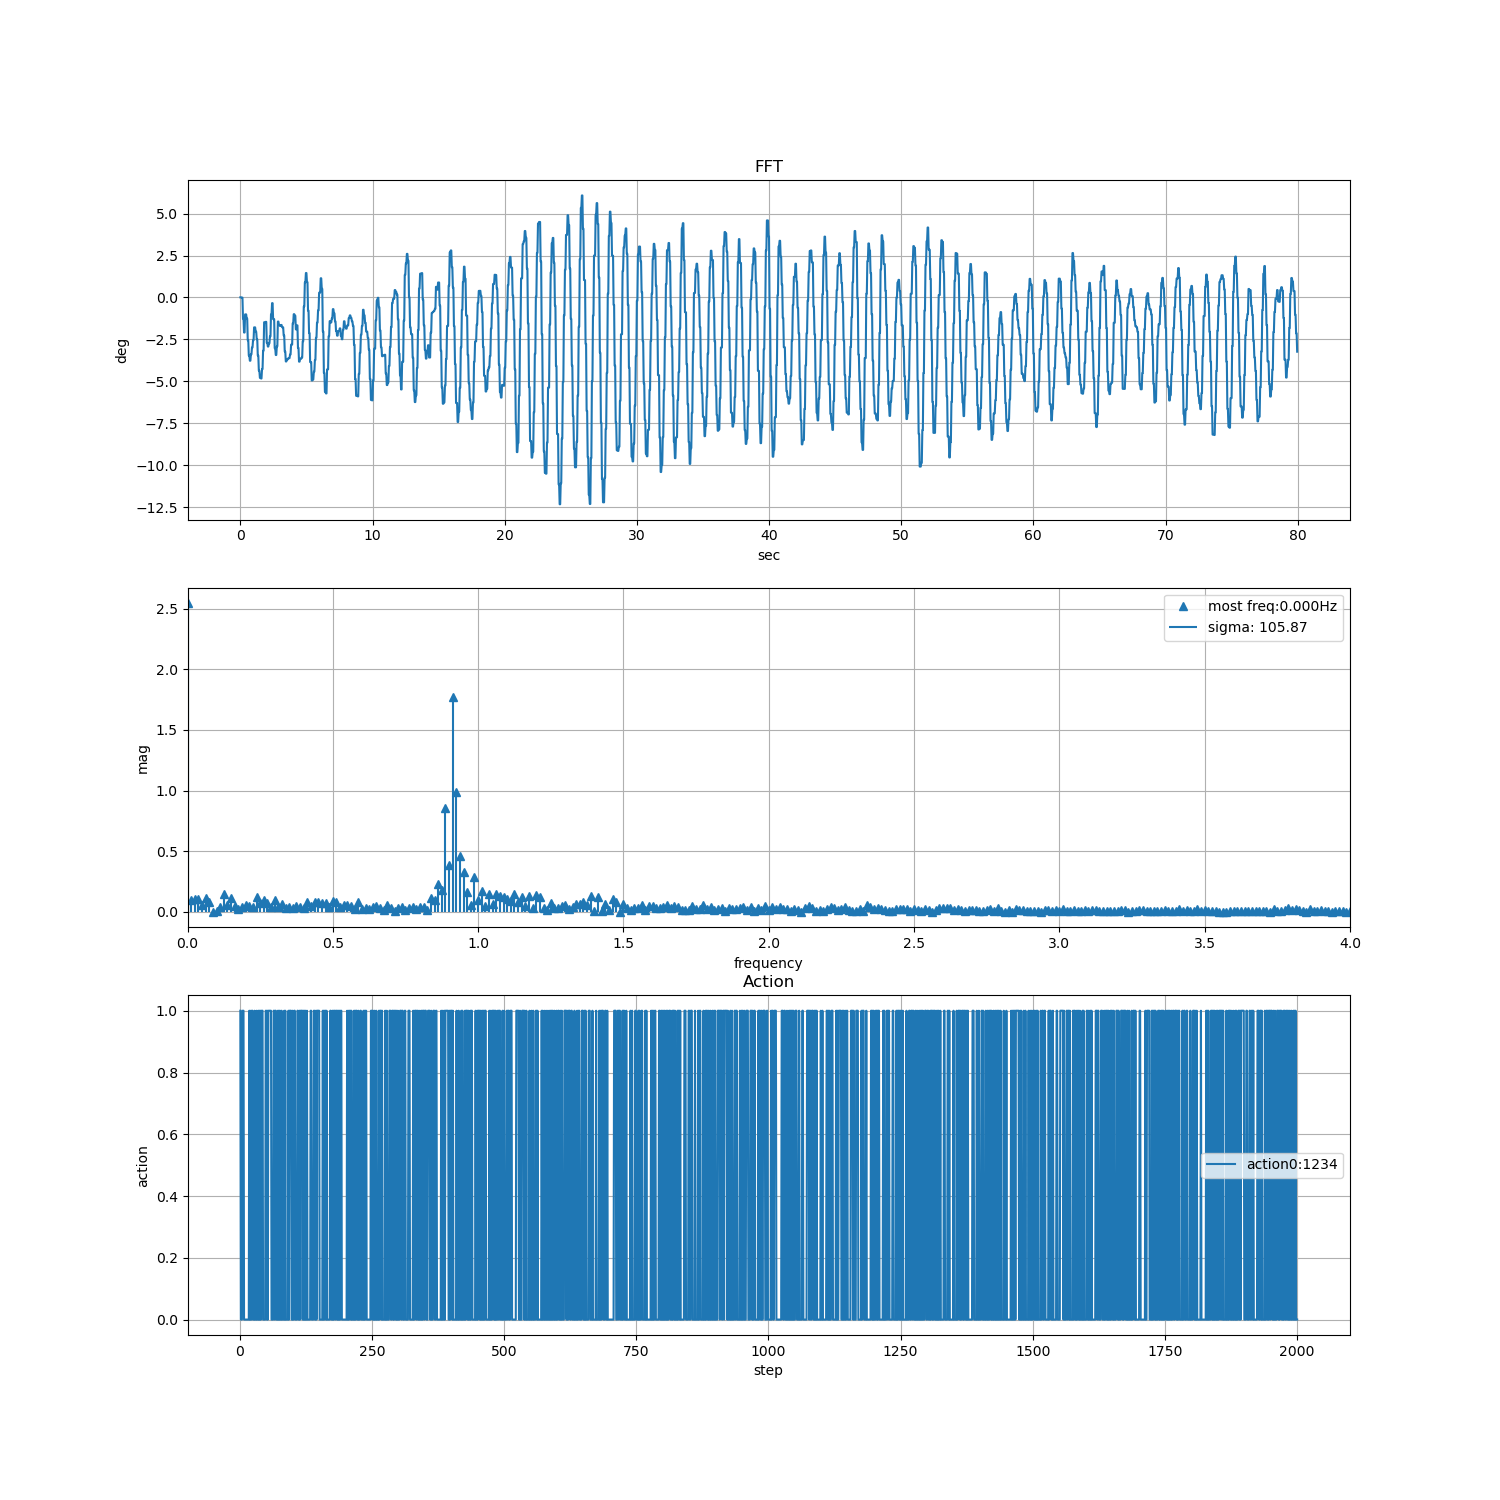 FFT
5.0
2.5
0.0
−2.5
−5.0
−7.5
−10.0
−12.5
deg
0 10 20 30 40 50 60 70 80
sec
most freq:0.000Hz
sigma: 105.87
2.5
2.0
1.5
1.0
0.5
0.0
mag
0.0 0.5 1.0 1.5 2.0 2.5 3.0 3.5 4.0
frequency
Action
1.0
0.8
0.6
0.4
0.2
0.0
action
action0:1234
0 250 500 750 1000 1250 1500 1750 2000
step